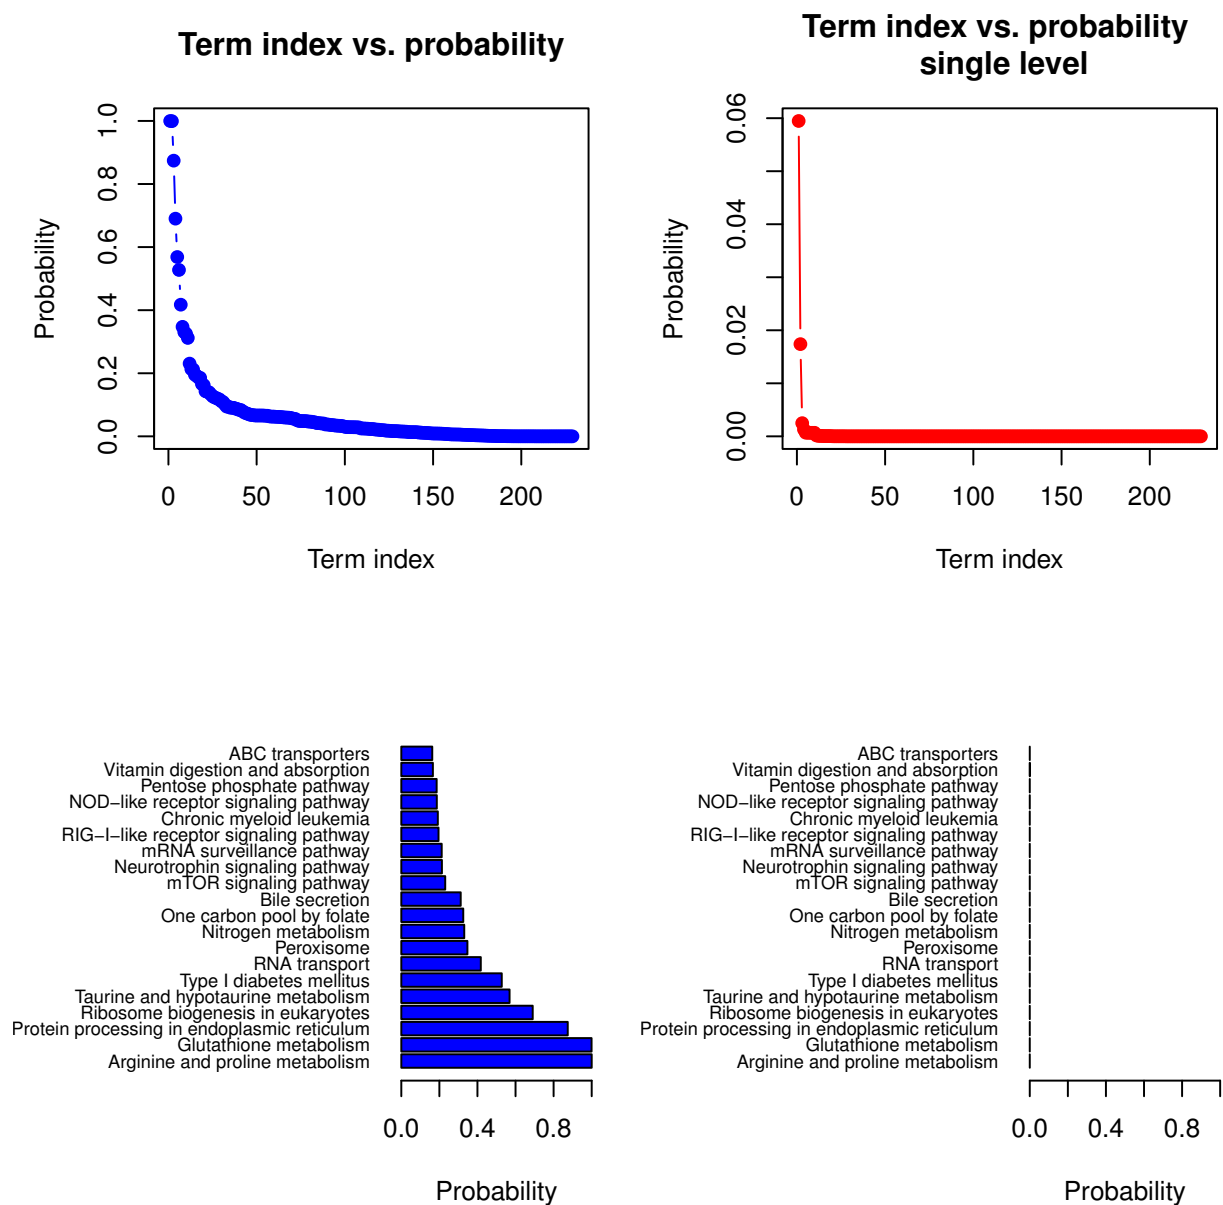 Term index vs. probability
1.0
0.8
0.6
0.4
0.2
0.0
Probability
0 50 100 150 200
Term index
Term index vs. probability
single level
0.06
0.04
0.02
0.00
Probability
0 50 100 150 200
Term index
ABC transporters
Vitamin digestion and absorption
Pentose phosphate pathway
NOD−like receptor signaling pathway
Chronic myeloid leukemia
RIG−I−like receptor signaling pathway
mRNA surveillance pathway
Neurotrophin signaling pathway
mTOR signaling pathway
Bile secretion
One carbon pool by folate
Nitrogen metabolism
Peroxisome
RNA transport
Type I diabetes mellitus
Taurine and hypotaurine metabolism
Ribosome biogenesis in eukaryotes
Protein processing in endoplasmic reticulum
Glutathione metabolism
Arginine and proline metabolism
0.0 0.4 0.8
Probability
ABC transporters
Vitamin digestion and absorption
Pentose phosphate pathway
NOD−like receptor signaling pathway
Chronic myeloid leukemia
RIG−I−like receptor signaling pathway
mRNA surveillance pathway
Neurotrophin signaling pathway
mTOR signaling pathway
Bile secretion
One carbon pool by folate
Nitrogen metabolism
Peroxisome
RNA transport
Type I diabetes mellitus
Taurine and hypotaurine metabolism
Ribosome biogenesis in eukaryotes
Protein processing in endoplasmic reticulum
Glutathione metabolism
Arginine and proline metabolism
0.0 0.4 0.8
Probability